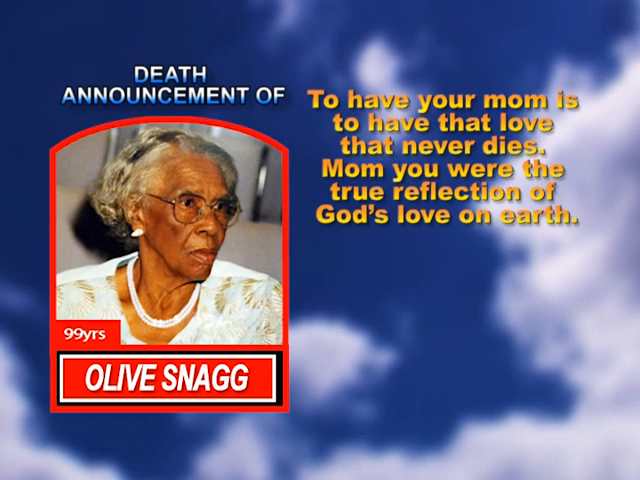 DEATH
ANNOUNCEMENT OF
99yrs
OLIVE SNAGG
To have your mom is
to have that love
that never dies.
Mom you were the
true reflection of
God's love on earth.